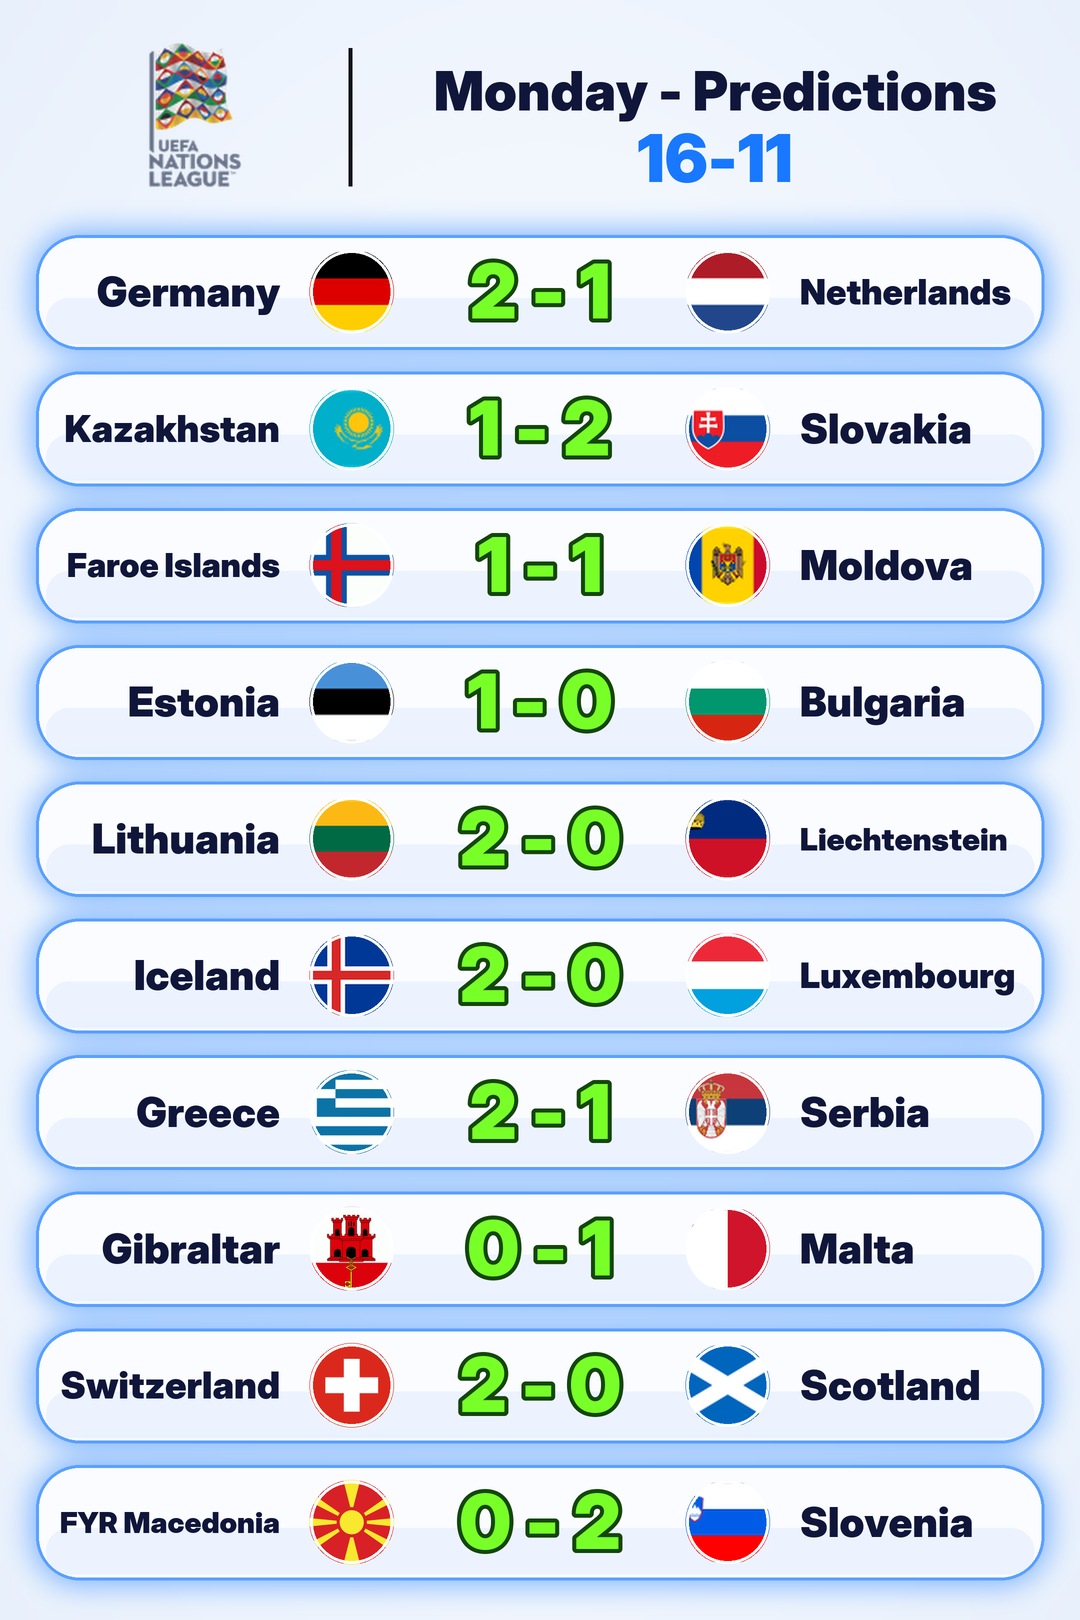 UEFA
NATIONS
LEAGUE™
Monday - Predictions
16-11
Germany 2 - 1 Netherlands
Kazakhstan 1 - 2 Slovakia
Faroe Islands 1 - 1 Moldova
Estonia 1 - 0 Bulgaria
Lithuania 2 - 0 Liechtenstein
Iceland 2 - 0 Luxembourg
Greece 2 - 1 Serbia
Gibraltar 0 - 1 Malta
Switzerland 2 - 0 Scotland
FYR Macedonia 0 - 2 Slovenia